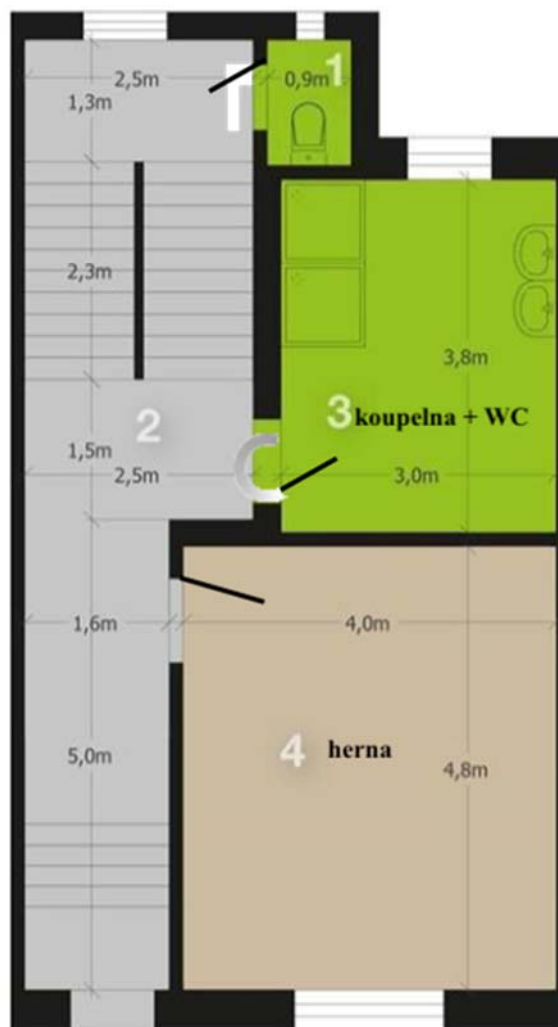 1
2,5m
0,9m
1,3m
2,3m
3,8m
3 koupelna + WC
2
1,5m
2,5m
3,0m
1,6m
4,0m
4 herna
5,0m
4,8m